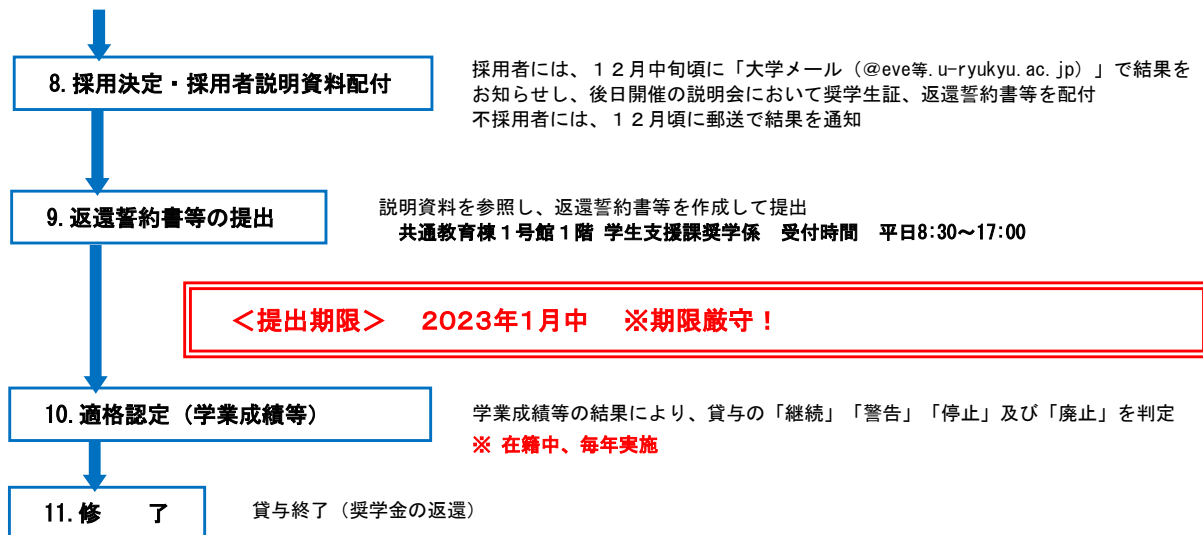 8.採用決定・採用者説明資料配付
採用者には、１２月中旬頃に「大学メール（@eve等.u-ryukyu.ac.jp）」で結果を
お知らせし、後日開催の説明会において奨学生証、返還誓約書等を配付
不採用者には、１２月頃に郵送で結果を通知
9.返還誓約書等の提出
説明資料を参照し、返還誓約書等を作成して提出
共通教育棟１号館１階 学生支援課奨学係　受付時間　平日8:30～17:00
＜提出期限＞　２０２３年１月中　※期限厳守！
10.適格認定（学業成績等）
学業成績等の結果により、貸与の「継続」「警告」「停止」及び「廃止」を判定
※ 在籍中、毎年実施
11.修　　了
貸与終了（奨学金の返還）